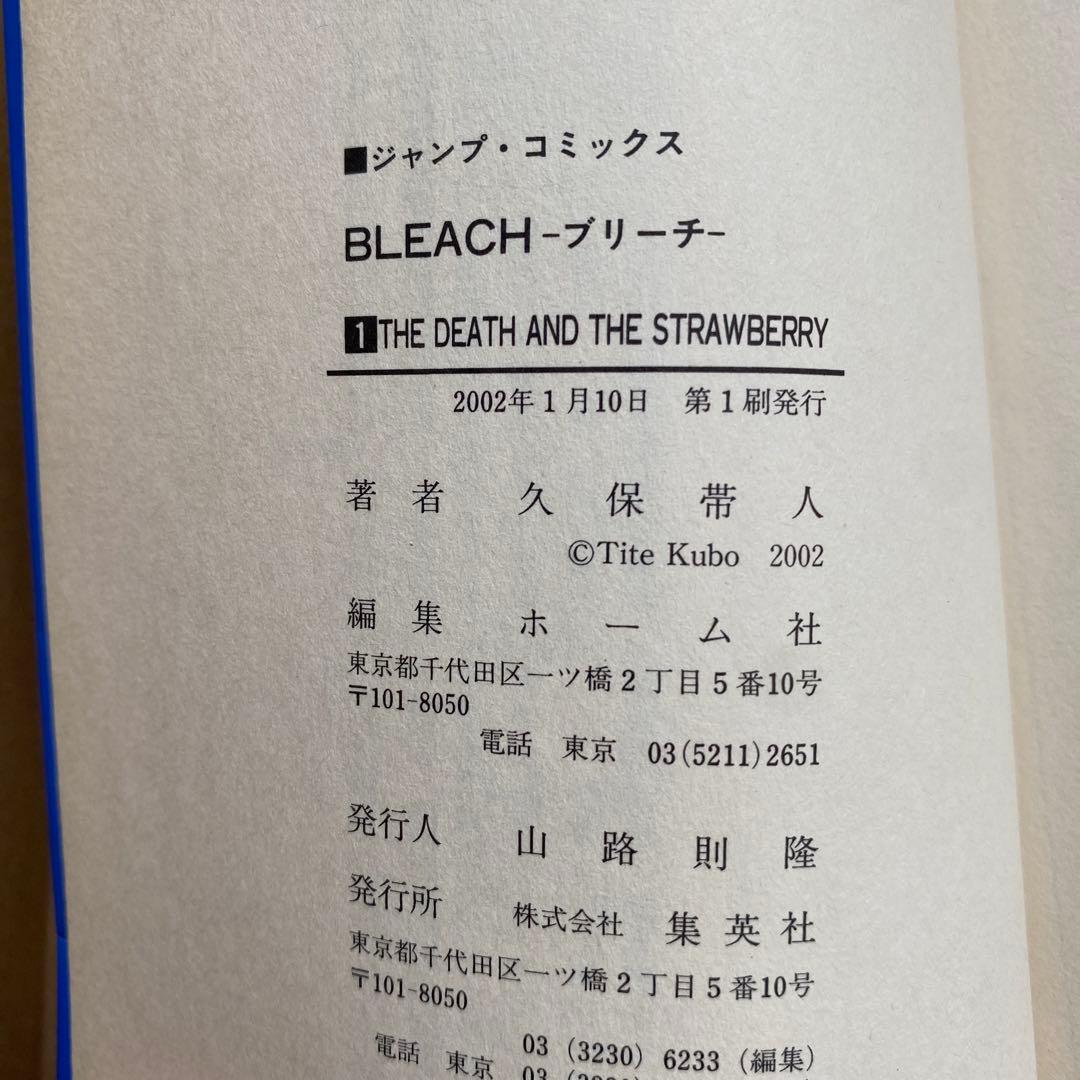 ■ジャンプ・コミックス
BLEACH-ブリーチ-
1 THE DEATH AND THE STRAWBERRY
2002年1月10日 第1刷発行
著者 久保帯人
©Tite Kubo 2002
編集 ホーム社
東京都千代田区一ツ橋2丁目5番10号
〒101-8050
電話 東京 03(5211)2651
発行人 山路則隆
発行所 株式会社 集英社
東京都千代田区一ツ橋2丁目5番10号
〒101-8050
03 (3230) 6233 (編集)
電話 東京